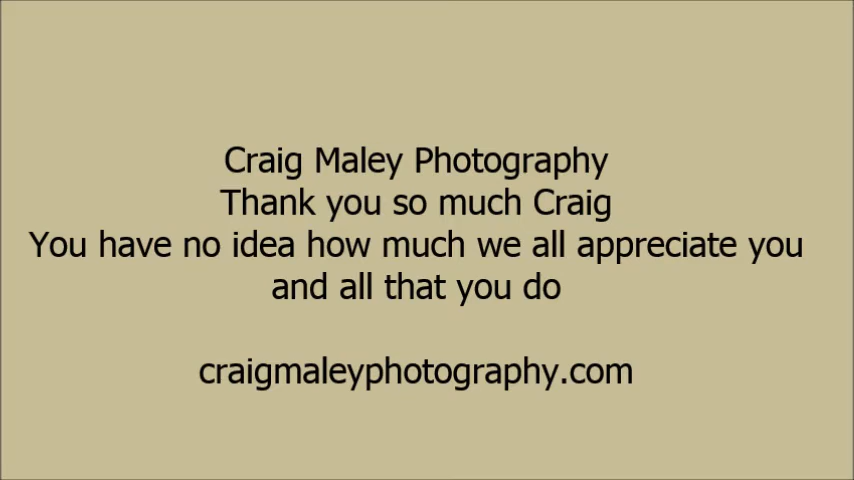 Craig Maley Photography
Thank you so much Craig
You have no idea how much we all appreciate you
and all that you do
craigmaleyphotography.com